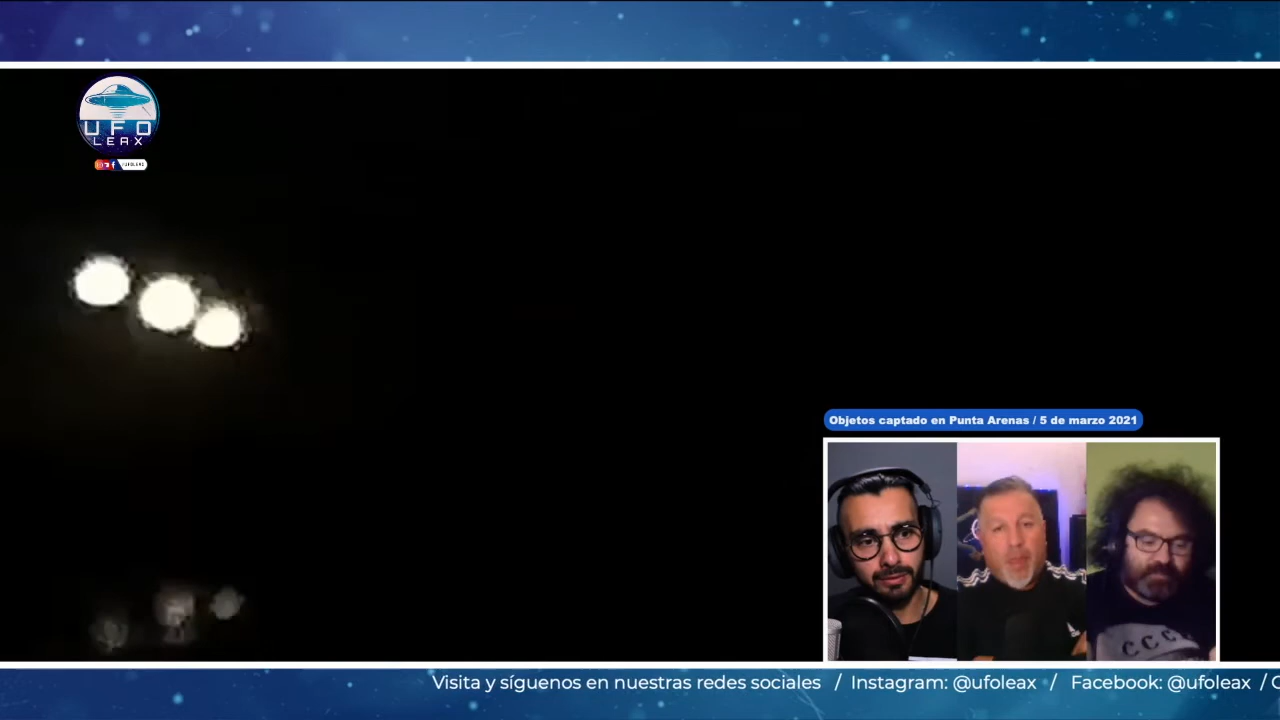 UFO
LEAX
Objetos captado en Punta Arenas / 5 de marzo 2021
CCC
Visita y síguenos en nuestras redes sociales / Instagram: @ufoleax / Facebook: @ufoleax /